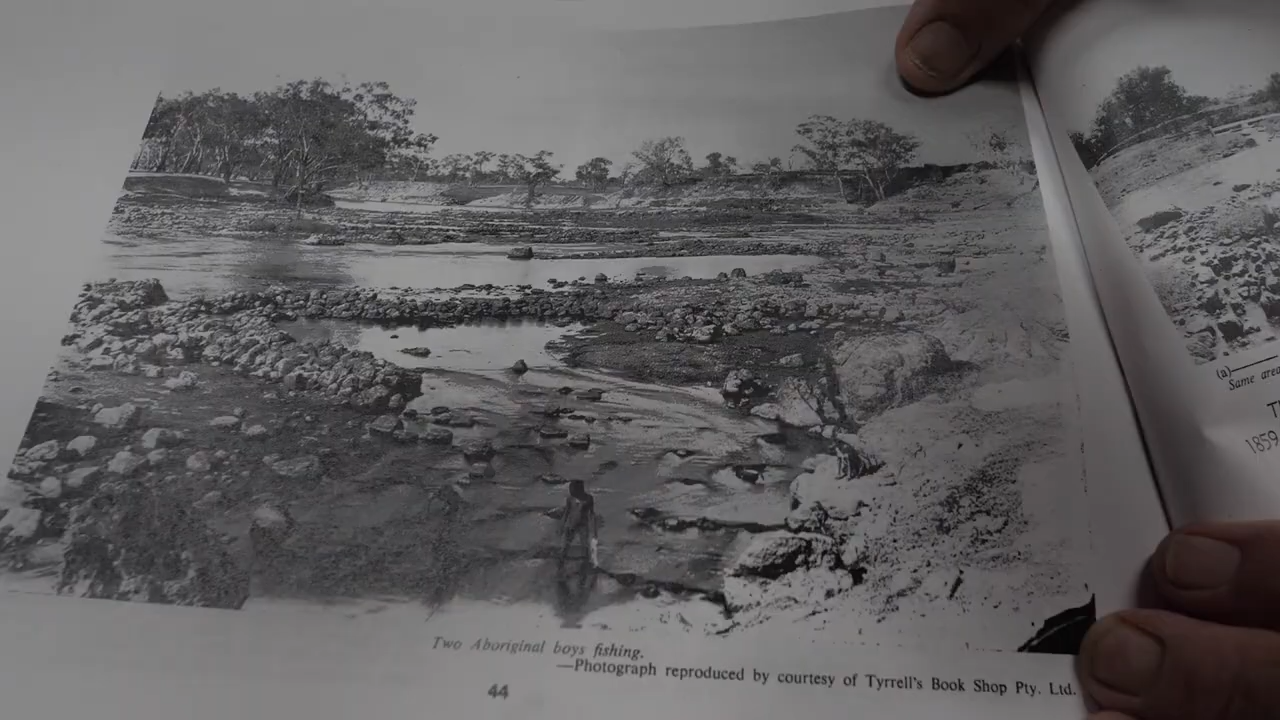 Two Aboriginal boys fishing.
—Photograph reproduced by courtesy of Tyrrell's Book Shop Pty. Ltd.
44
(a)
Same area
1859